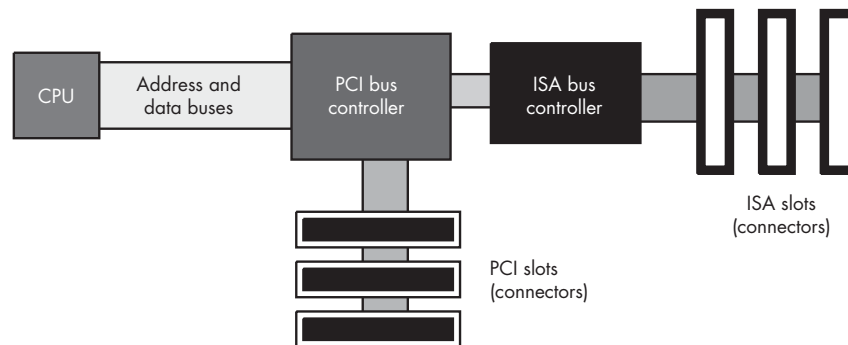 CPU
Address and
data buses
PCI bus
controller
ISA bus
controller
ISA slots
(connectors)
PCI slots
(connectors)